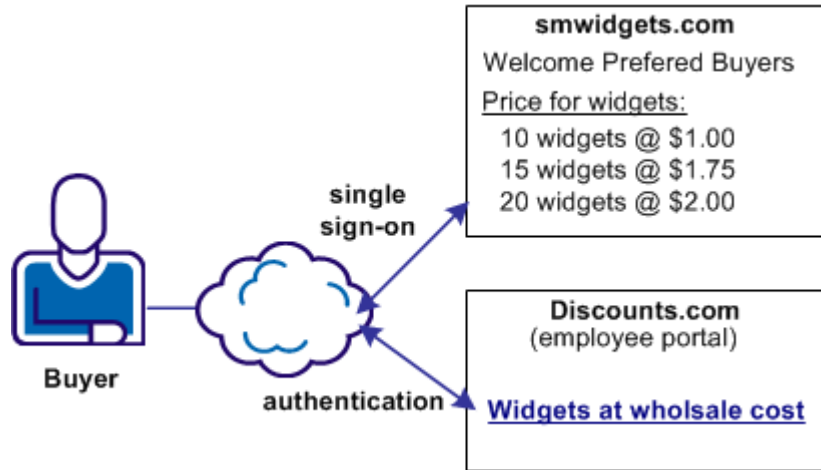 smwidgets.com
Welcome Prefered Buyers
Price for widgets:
10 widgets @ $1.00
15 widgets @ $1.75
20 widgets @ $2.00
single
sign-on
Buyer
authentication
Discounts.com
(employee portal)
Widgets at wholsale cost